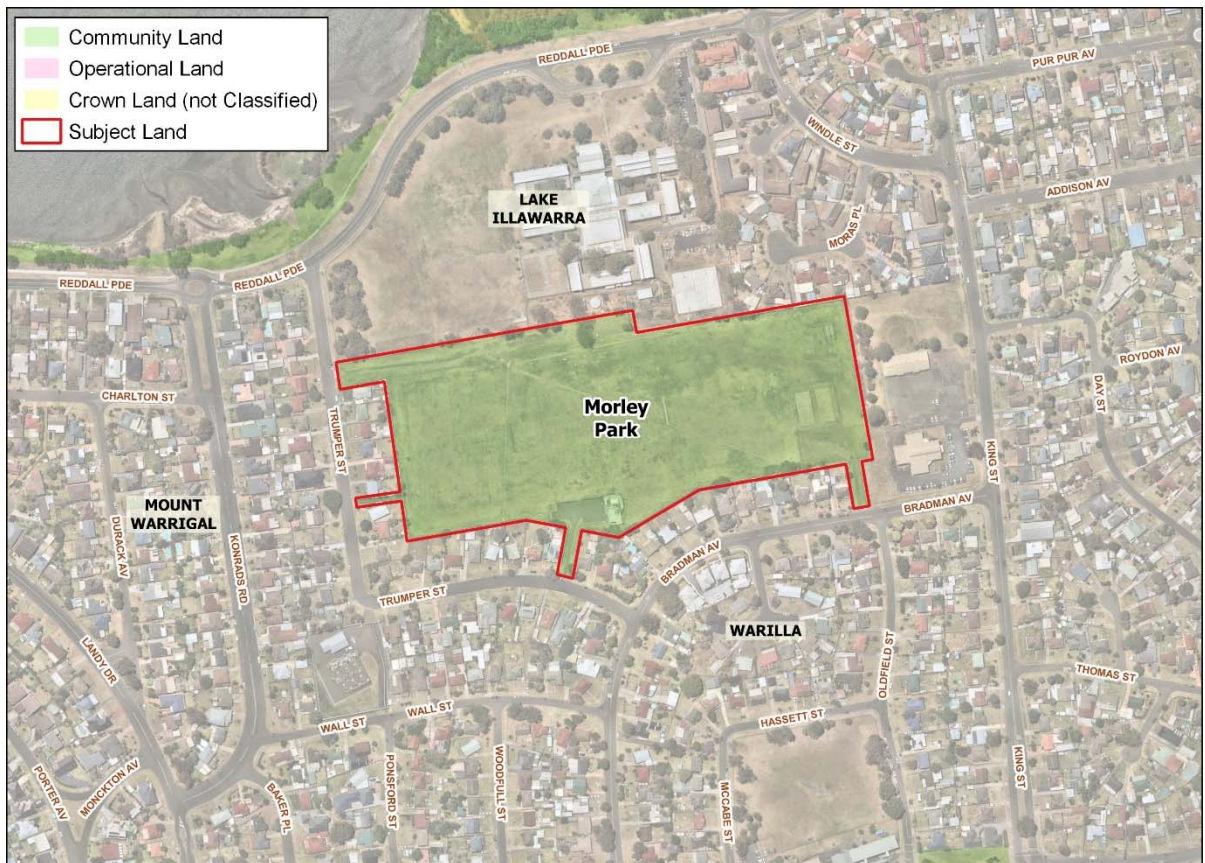 Community Land
Operational Land
Crown Land (not Classified)
Subject Land
REDDALL PDE
PUR PUR AV
WINDLE ST
ADDISON AV
LAKE
ILLAWARRA
MORAS PL
REDDALL PDE
REDDALL PDE
ROYDON AV
DAY ST
CHARLTON ST
TRUMPER ST
Morley
Park
KING ST
MOUNT
WARRIGAL
DURACK AV
KONRADS RD
BRADMAN AV
BRADMAN AV
TRUMPER ST
WARILLA
OLDFIELD ST
LANDY DR
THOMAS ST
WALL ST
WALL ST
HASSETT ST
PORTER AV
MONCKTON AV
BAKER PL
PONSFORD ST
WOODFULL ST
MCCABE ST
KING ST